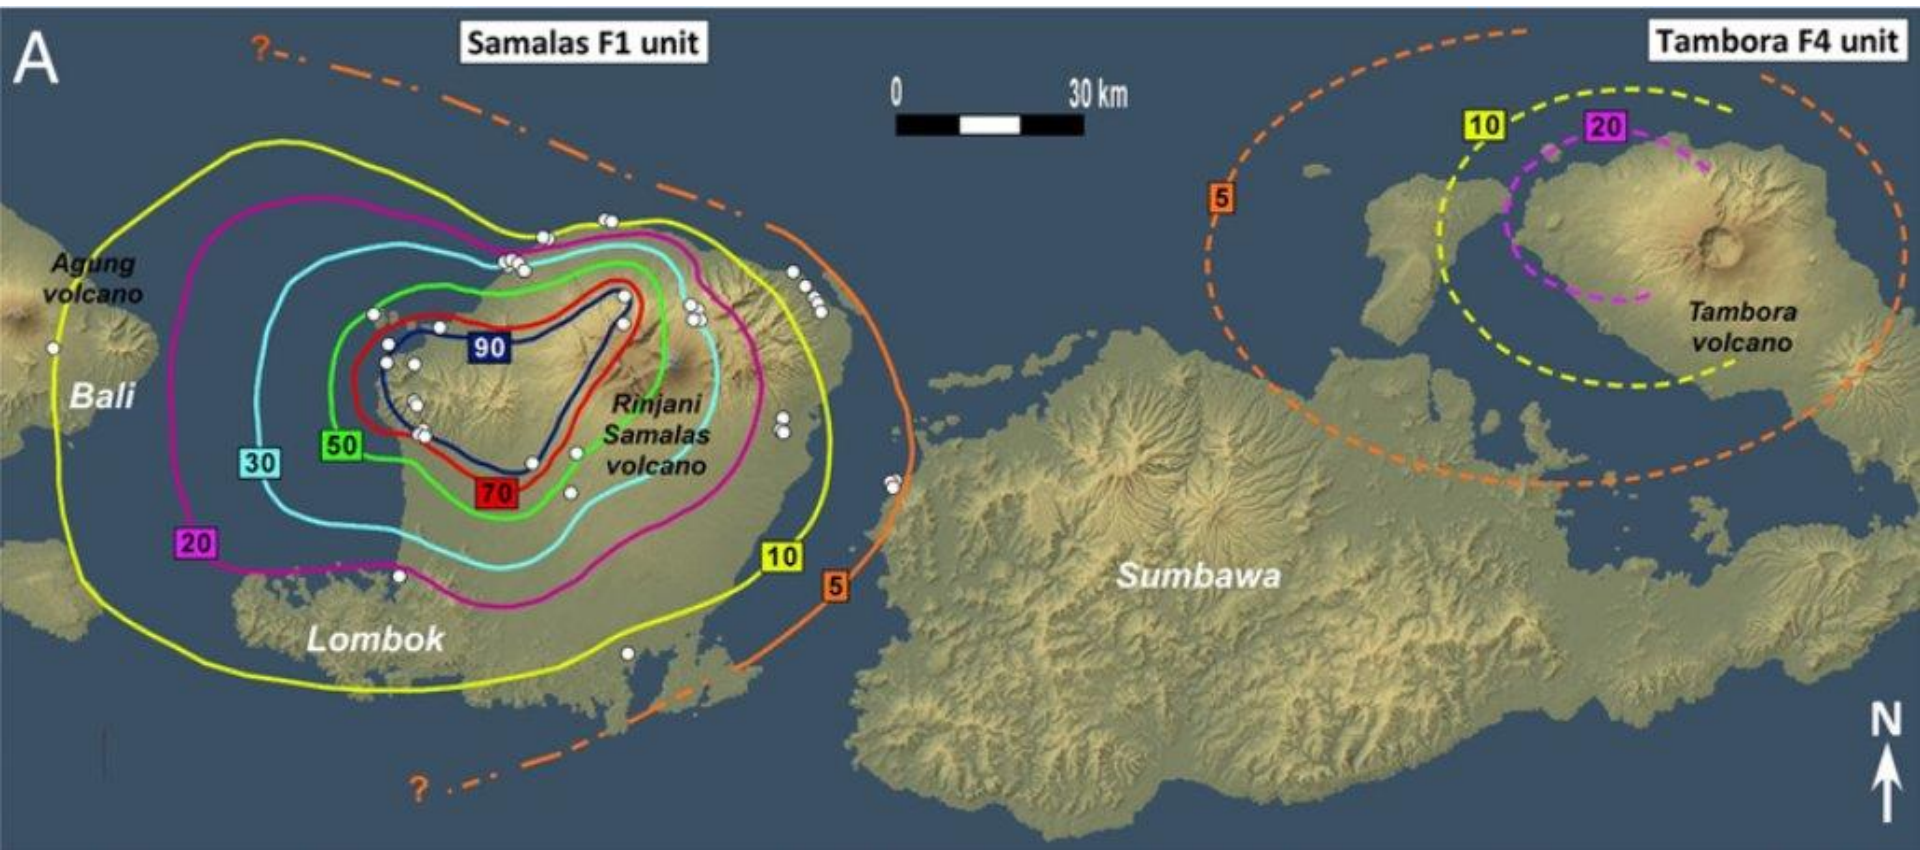 A
Samalas F1 unit
Tambora F4 unit
?
0 30 km
10
20
5
Agung
volcano
90
Tambora
volcano
Bali
Rinjani
Samalas
volcano
50
30
70
20
10
Sumbawa
5
Lombok
N
?